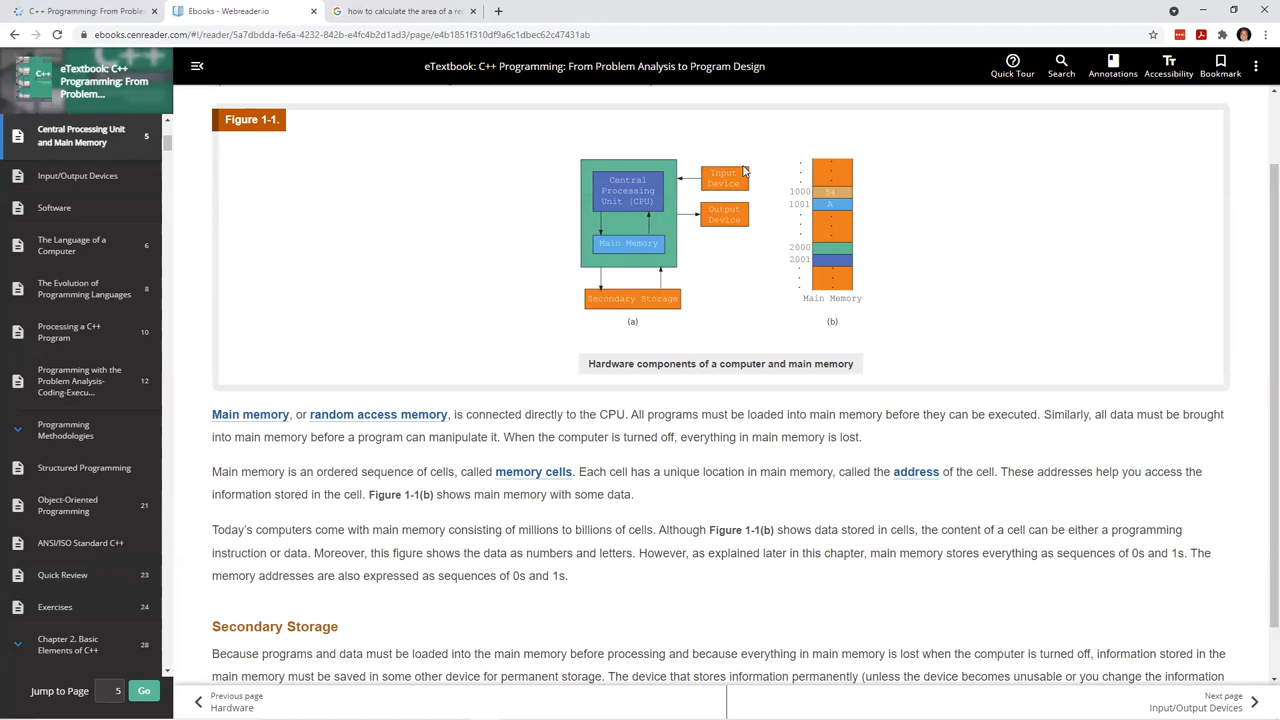 C++ Programming: From Proble
Ebooks - Webreader.io
how to calculate the area of a re
ebooks.cenreader.com/#!/reader/5a7dbdda-fe6a-4232-842b-e4fc4b2d1ad3/page/e4b1851f310df9a6c1dbec62fc47631ab
C++
eTextbook: C++
Programming: From
Problem...
eTextbook: C++ Programming: From Problem Analysis to Program Design
Quick Tour
Search
Annotations
Accessibility
Bookmark
Central Processing Unit
and Main Memory
5
Input/Output Devices
Software
The Language of a
Computer
6
The Evolution of
Programming Languages
8
Processing a C++
Program
10
Programming with the
Problem Analysis-
Coding-Execu...
12
Programming
Methodologies
Structured Programming
Object-Oriented
Programming
21
ANSI/ISO Standard C++
Quick Review
23
Exercises
24
Chapter 2. Basic
Elements of C++
28
Jump to Page
5
Go
Figure 1-1.
Central
Processing
Unit (CPU)
Main Memory
Input
Device
Output
Device
Secondary Storage
(a)
1000
54
1001
A
2000
2001
Main Memory
(b)
Hardware components of a computer and main memory
Main memory, or random access memory, is connected directly to the CPU. All programs must be loaded into main memory before they can be executed. Similarly, all data must be brought
into main memory before a program can manipulate it. When the computer is turned off, everything in main memory is lost.
Main memory is an ordered sequence of cells, called memory cells. Each cell has a unique location in main memory, called the address of the cell. These addresses help you access the
information stored in the cell. Figure 1-1(b) shows main memory with some data.
Today's computers come with main memory consisting of millions to billions of cells. Although Figure 1-1(b) shows data stored in cells, the content of a cell can be either a programming
instruction or data. Moreover, this figure shows the data as numbers and letters. However, as explained later in this chapter, main memory stores everything as sequences of 0s and 1s. The
memory addresses are also expressed as sequences of 0s and 1s.
Secondary Storage
Because programs and data must be loaded into the main memory before processing and because everything in main memory is lost when the computer is turned off, information stored in the
main memory must be saved in some other device for permanent storage. The device that stores information permanently (unless the device becomes unusable or you change the information
Previous page
Hardware
Next page
Input/Output Devices